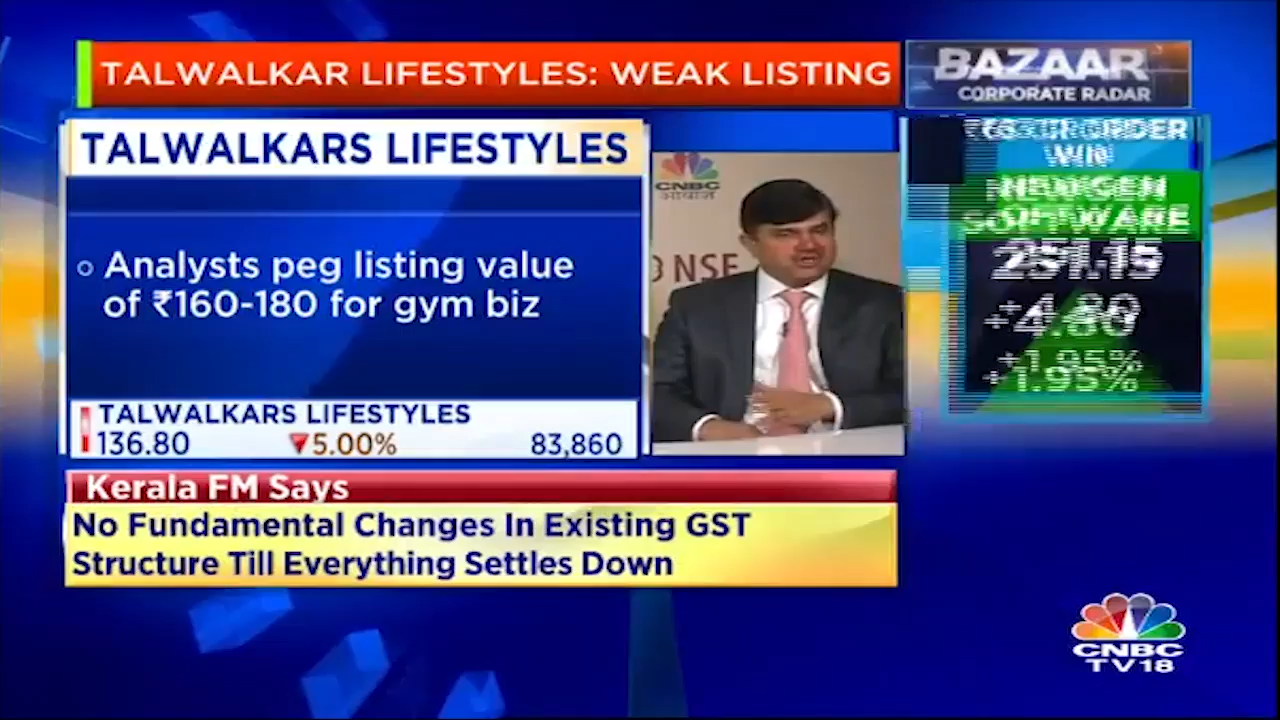 TALWALKAR LIFESTYLES: WEAK LISTING
BAZAAR
CORPORATE RADAR
TALWALKARS LIFESTYLES
Analysts peg listing value
of ₹160-180 for gym biz
CNBC
आवाज़
NSE
WIN
NEWGEN
SOFTWARE
251.15
+4.80
+1.95%
TALWALKARS LIFESTYLES
136.80 ▼5.00% 83,860
Kerala FM Says
No Fundamental Changes In Existing GST
Structure Till Everything Settles Down
CNBC
TV18